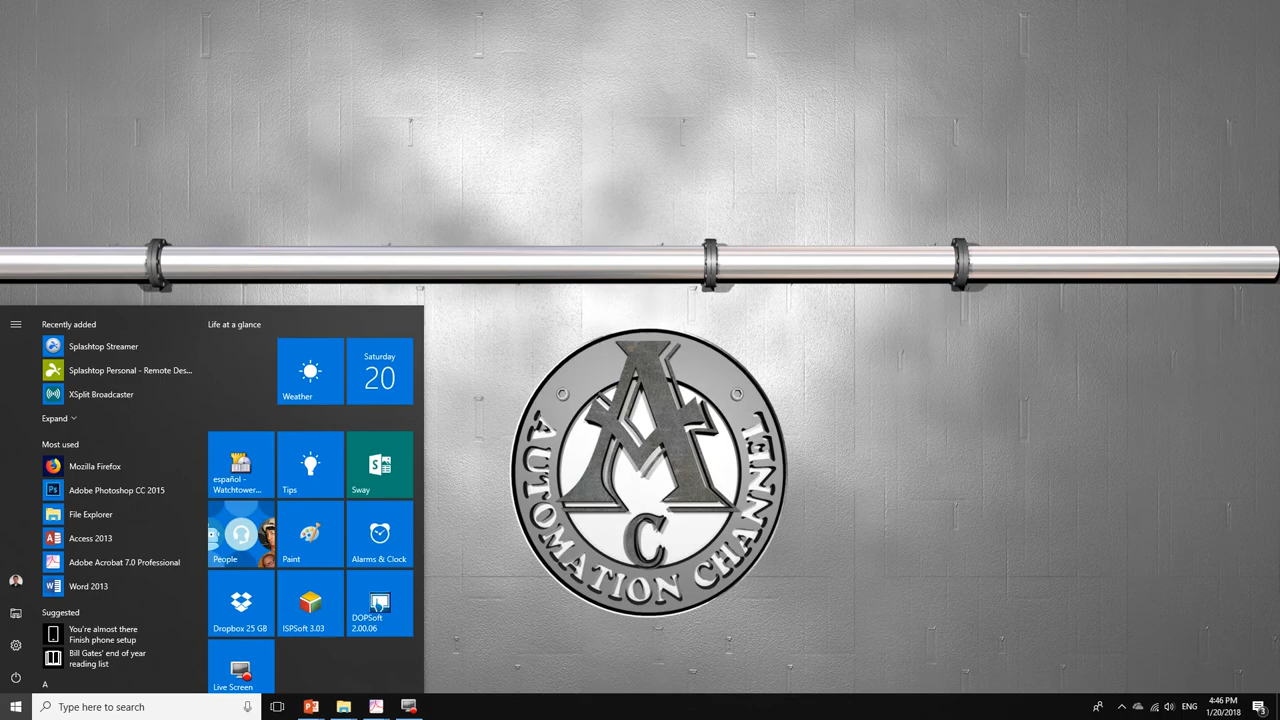 Recently added
Splashtop Streamer
Splashtop Personal - Remote Des...
XSplit Broadcaster
Expand
Most used
Mozilla Firefox
Ps
Adobe Photoshop CC 2015
File Explorer
Access 2013
Adobe Acrobat 7.0 Professional
Word 2013
Suggested
You're almost there
Finish phone setup
Bill Gates' end of year
reading list
A
Life at a glance
Weather
Saturday
20
español -
Watchtower...
Tips
Sway
People
Paint
Alarms & Clock
Dropbox 25 GB
ISPSoft 3.03
DOPSoft
2.00.06
Live Screen
A
C
AUTOMATION CHANNEL
Type here to search
ENG
4:46 PM
1/20/2018
3